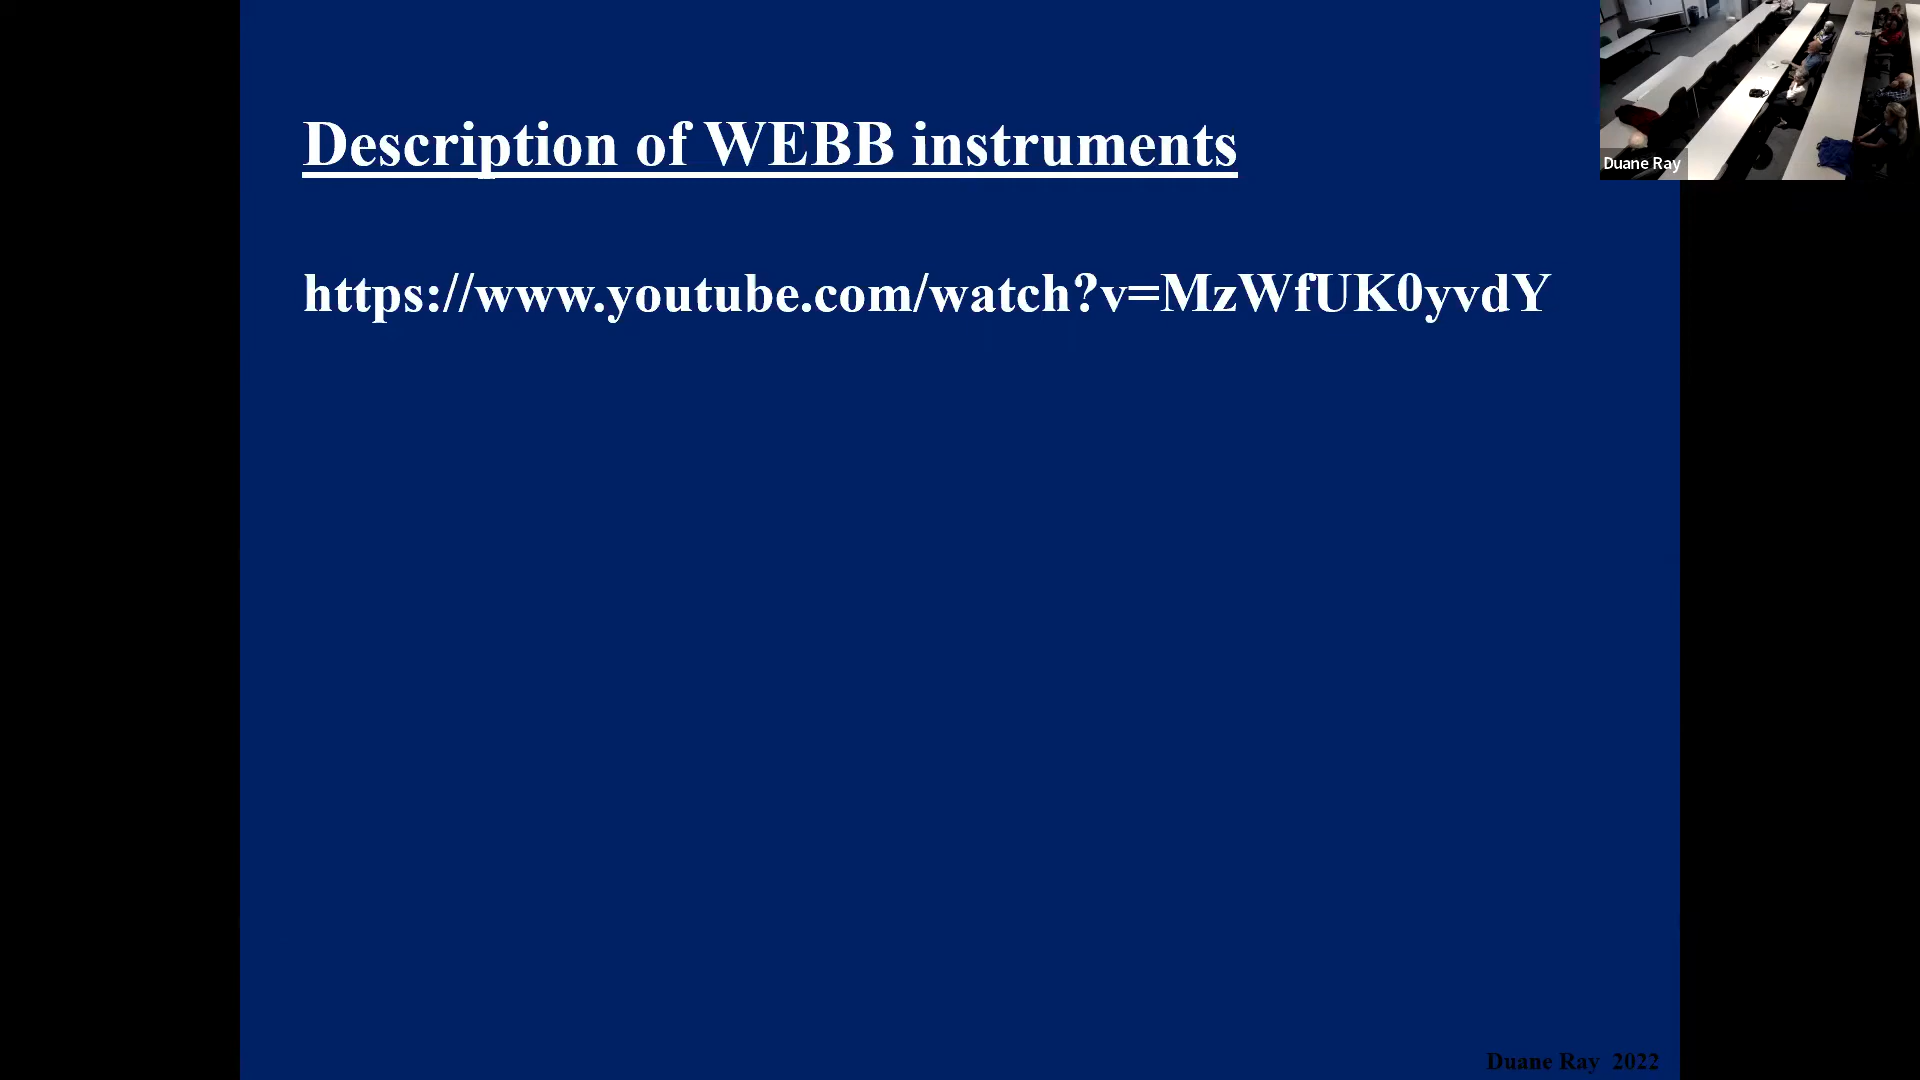 Description of WEBB instruments
https://www.youtube.com/watch?v=MzWfUK0yvdY
Duane Ray
Duane Ray 2022